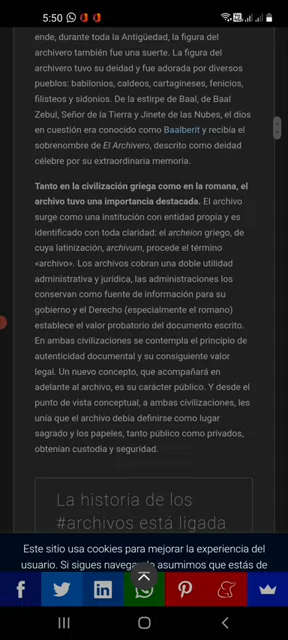 5:50
ende, durante toda la Antigüedad, la figura del
archivero también fue una suerte. La figura del
archivero tuvo su deidad y fue adorada por diversos
pueblos: babilonios, caldeos, cartagineses, fenicios,
filisteos y sidonios. De la estirpe de Baal, de Baal
Zebul, Señor de la Tierra y Jinete de las Nubes, el dios
en cuestión era conocido como Baalberit y recibía el
sobrenombre de El Archivero, descrito como deidad
célebre por su extraordinaria memoria.
Tanto en la civilización griega como en la romana, el
archivo tuvo una importancia destacada. El archivo
surge como una institución con entidad propia y es
identificado con toda claridad: el archeion griego, de
cuya latinización, archivum, procede el término
«archivo». Los archivos cobran una doble utilidad
administrativa y jurídica, las administraciones los
conservan como fuente de información para su
gobierno y el Derecho (especialmente el romano)
establece el valor probatorio del documento escrito.
En ambas civilizaciones se contempla el principio de
autenticidad documental y su consiguiente valor
legal. Un nuevo concepto, que acompañará en
adelante al archivo, es su carácter público. Y desde el
punto de vista conceptual, a ambas civilizaciones, les
unía que el archivo debía definirse como lugar
sagrado y los papeles, tanto público como privados,
obtenían custodia y seguridad.
La historia de los
#archivos está ligada
Este sitio usa cookies para mejorar la experiencia del
usuario. Si sigues navegando asumimos que estás de